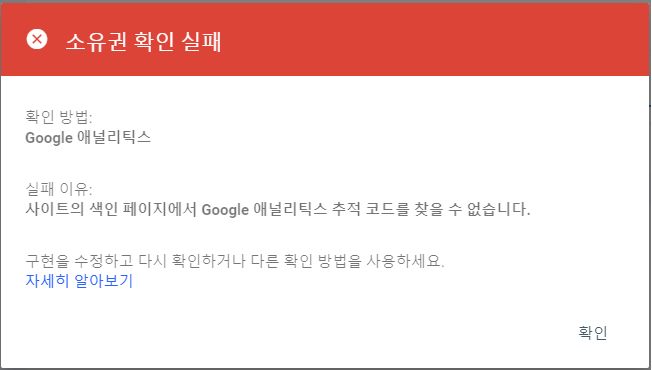 소유권 확인 실패
확인 방법:
Google 애널리틱스
실패 이유:
사이트의 색인 페이지에서 Google 애널리틱스 추적 코드를 찾을 수 없습니다.
구현을 수정하고 다시 확인하거나 다른 확인 방법을 사용하세요.
자세히 알아보기
확인